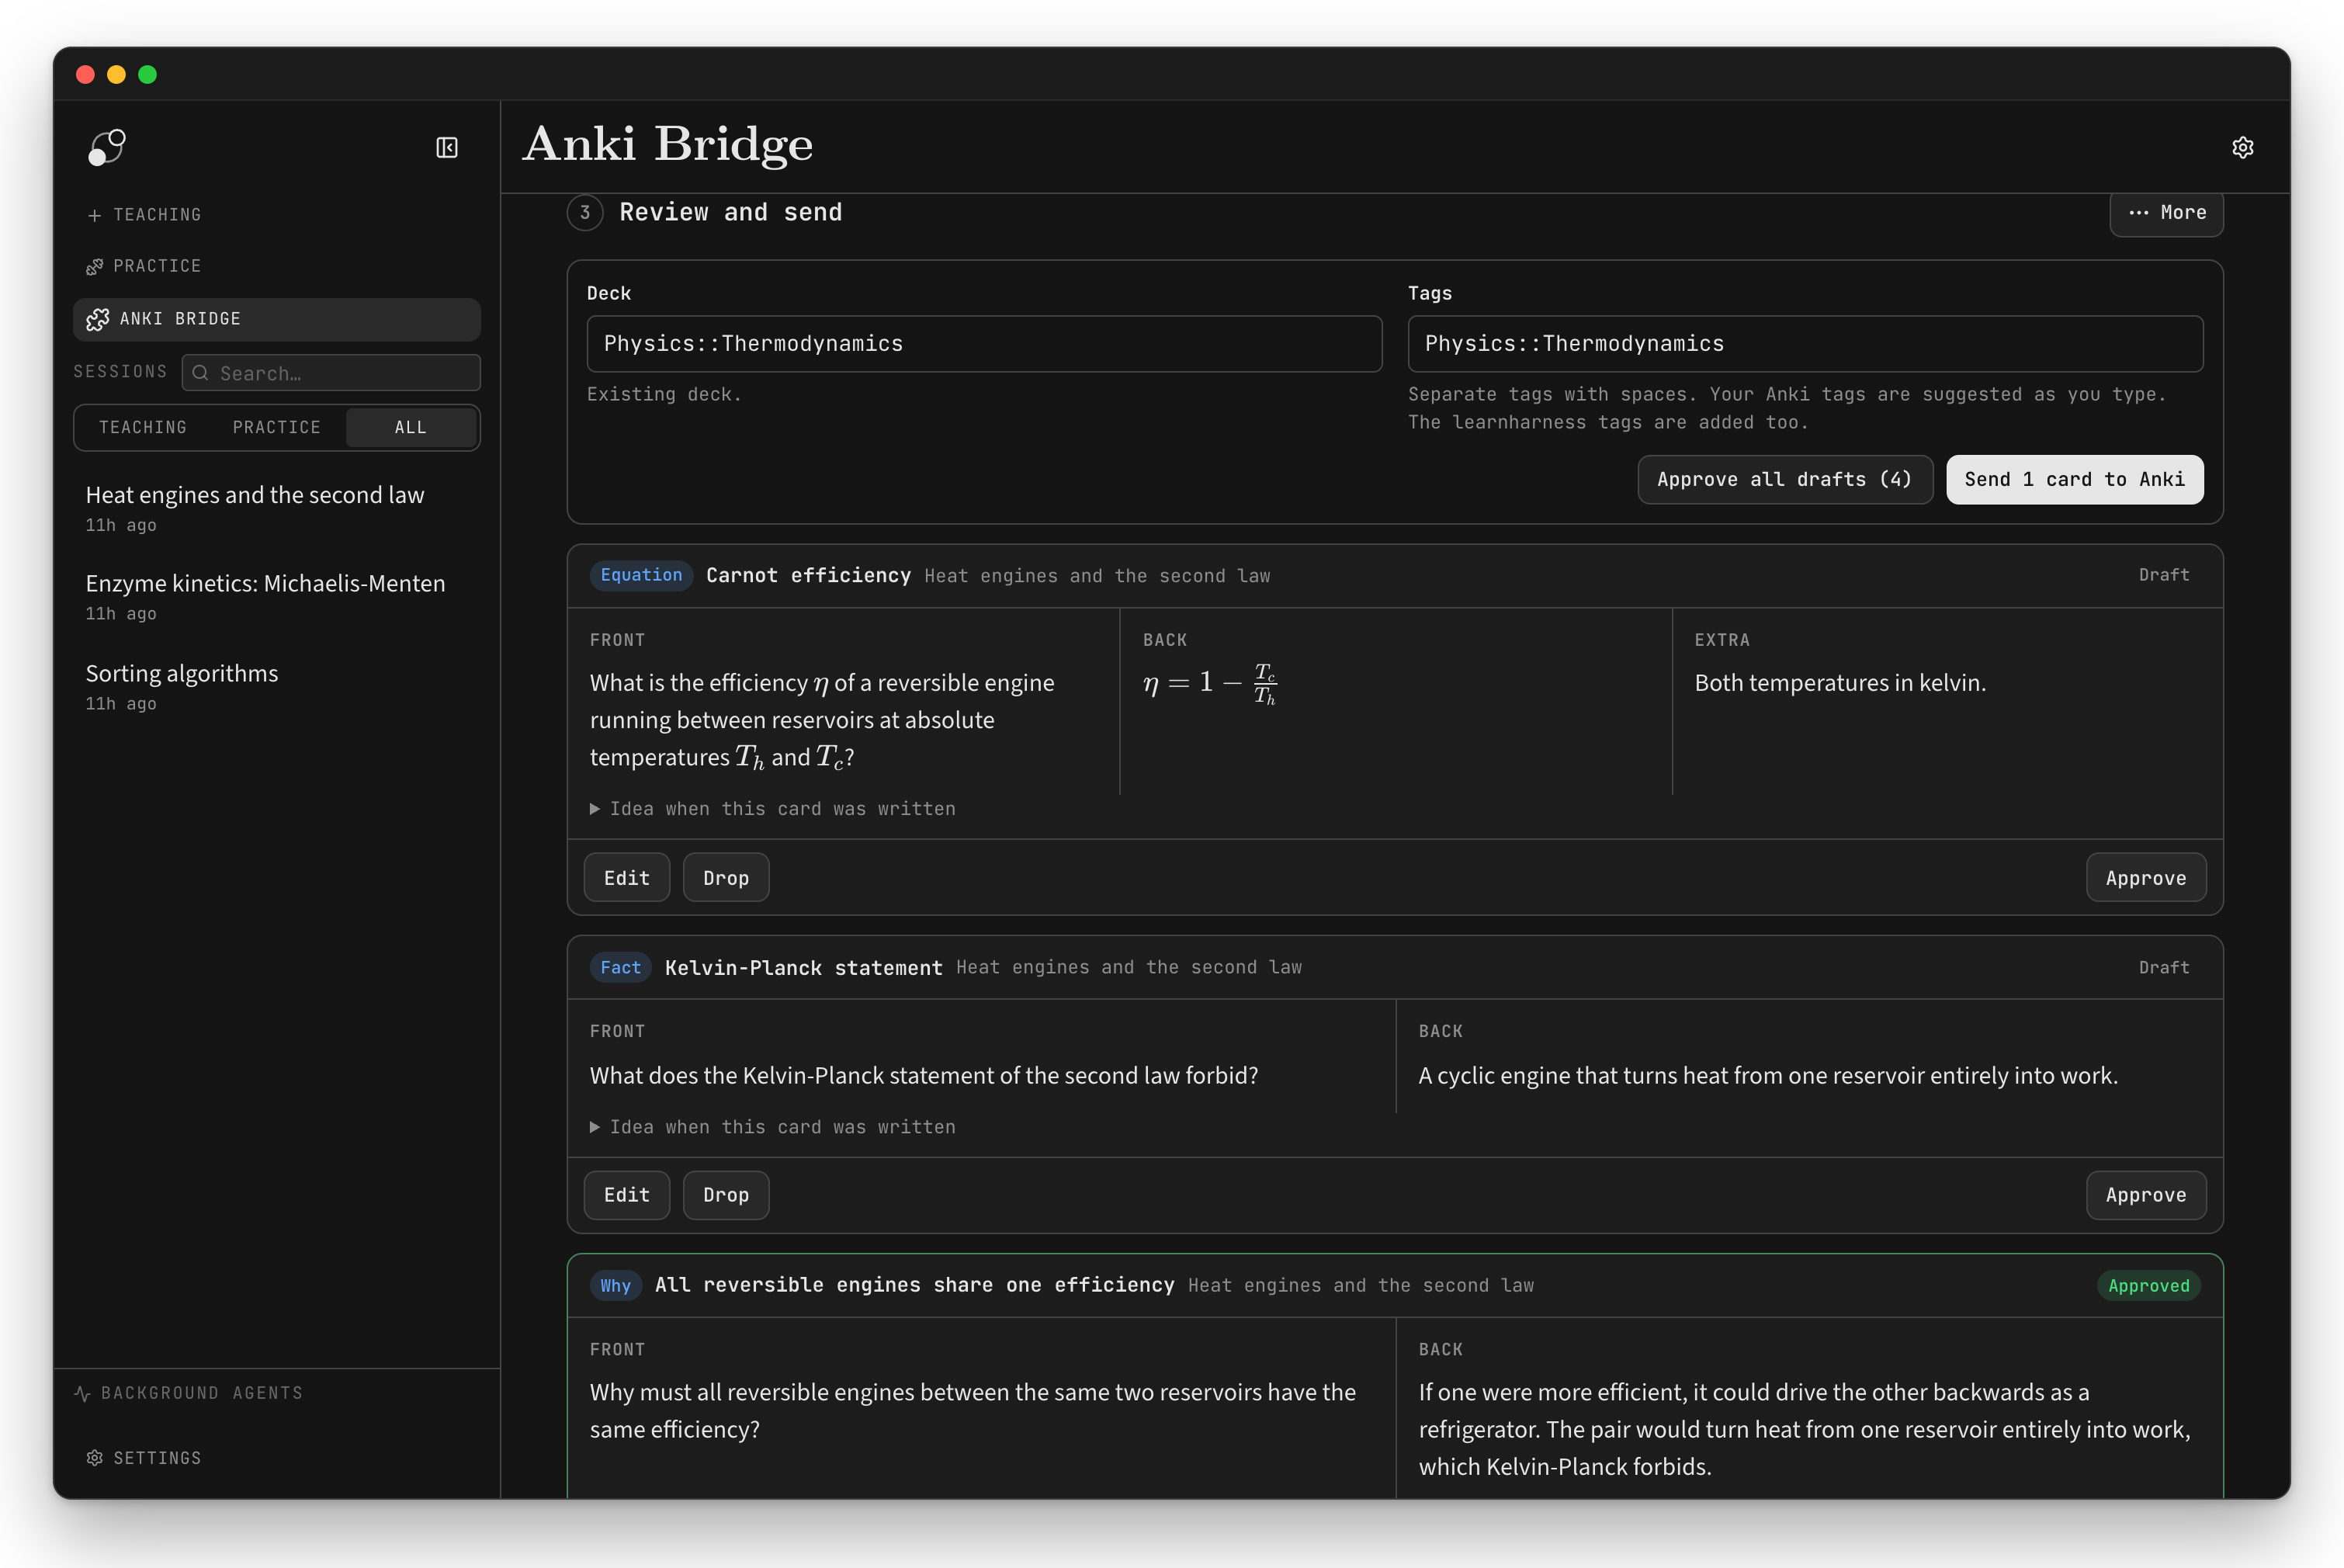 Anki Bridge
TEACHING
PRACTICE
ANKI BRIDGE
SESSIONS
Search…
TEACHING PRACTICE ALL
Heat engines and the second law
11h ago
Enzyme kinetics: Michaelis-Menten
11h ago
Sorting algorithms
11h ago
BACKGROUND AGENTS
SETTINGS
3 Review and send
··· More
Deck
Physics::Thermodynamics
Existing deck.
Tags
Physics::Thermodynamics
Separate tags with spaces. Your Anki tags are suggested as you type.
The learnharness tags are added too.
Approve all drafts (4)
Send 1 card to Anki
Equation Carnot efficiency Heat engines and the second law Draft
FRONT
What is the efficiency η of a reversible engine
running between reservoirs at absolute
temperatures T_h and T_c?
BACK
η = 1 − T_c/T_h
EXTRA
Both temperatures in kelvin.
▶ Idea when this card was written
Edit Drop Approve
Fact Kelvin-Planck statement Heat engines and the second law Draft
FRONT
What does the Kelvin-Planck statement of the second law forbid?
BACK
A cyclic engine that turns heat from one reservoir entirely into work.
▶ Idea when this card was written
Edit Drop Approve
Why All reversible engines share one efficiency Heat engines and the second law Approved
FRONT
Why must all reversible engines between the same two reservoirs have the
same efficiency?
BACK
If one were more efficient, it could drive the other backwards as a
refrigerator. The pair would turn heat from one reservoir entirely into work,
which Kelvin-Planck forbids.